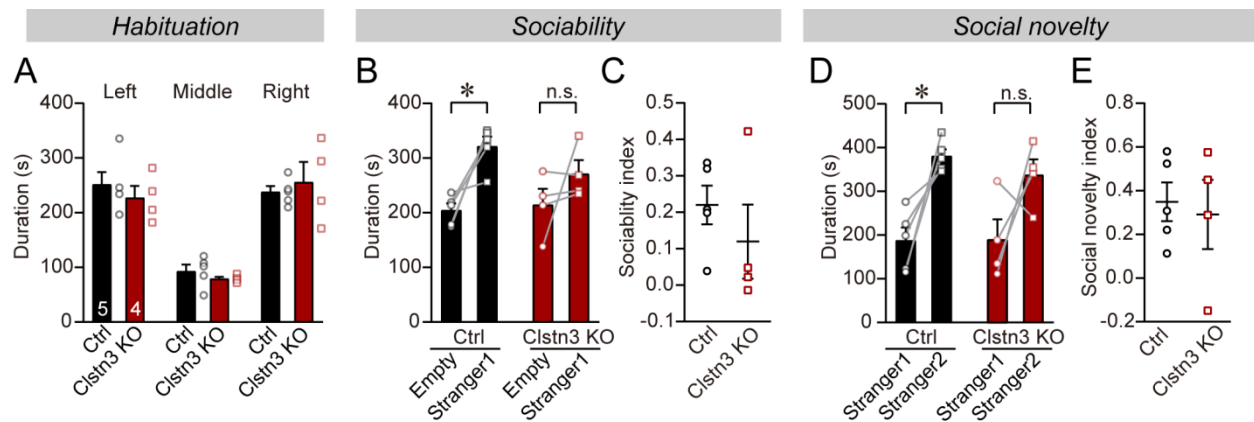 Habituation
Sociability
Social novelty
A
Left
Middle
Right
Duration (s)
400
300
200
100
0
5
4
Ctrl
Clstn3 KO
Ctrl
Clstn3 KO
Ctrl
Clstn3 KO
B
*
n.s.
Duration (s)
400
300
200
100
0
Ctrl
Clstn3 KO
Empty
Stranger1
Empty
Stranger1
C
Sociablity index
0.5
0.4
0.3
0.2
0.1
0.0
-0.1
Ctrl
Clstn3 KO
D
*
n.s.
Duration (s)
500
400
300
200
100
0
Ctrl
Clstn3 KO
Stranger1
Stranger2
Stranger1
Stranger2
E
Social novelty index
0.8
0.6
0.4
0.2
0.0
-0.2
Ctrl
Clstn3 KO